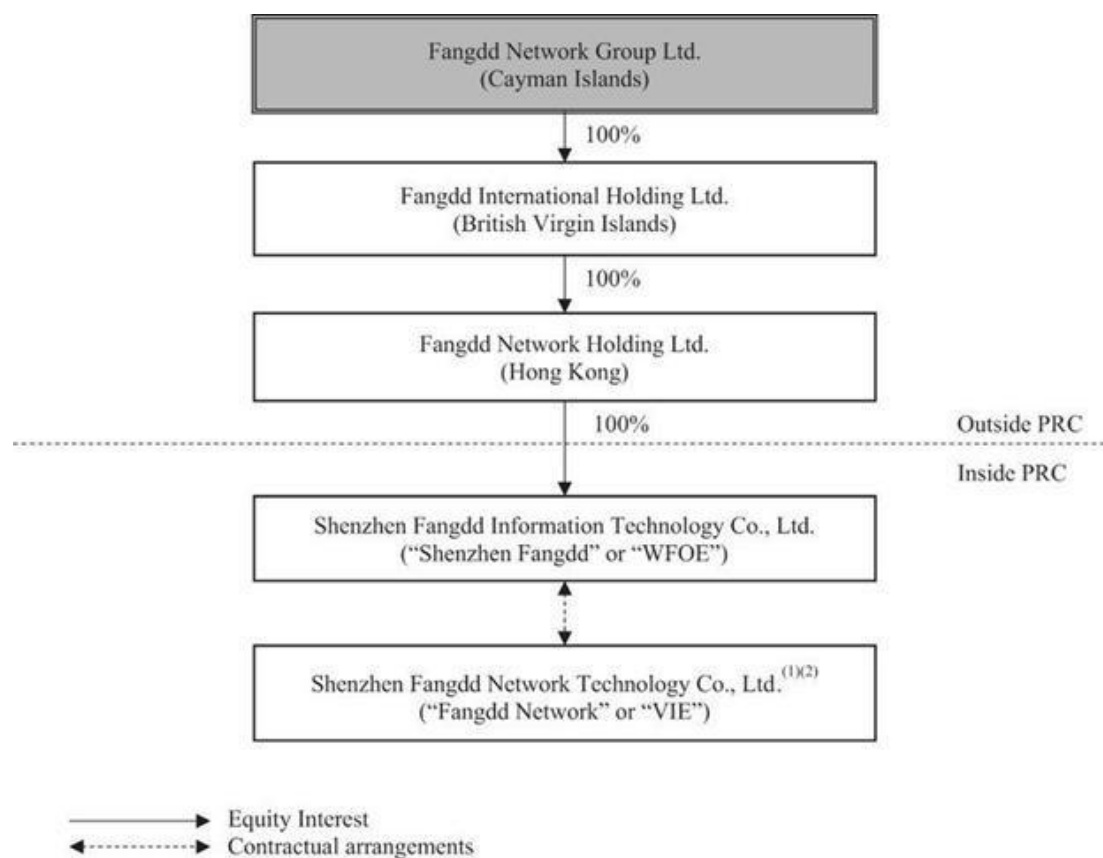 Fangdd Network Group Ltd.
(Cayman Islands)
100%
Fangdd International Holding Ltd.
(British Virgin Islands)
100%
Fangdd Network Holding Ltd.
(Hong Kong)
100%
Outside PRC
Inside PRC
Shenzhen Fangdd Information Technology Co., Ltd.
(“Shenzhen Fangdd” or “WFOE”)
Shenzhen Fangdd Network Technology Co., Ltd.(1)(2)
(“Fangdd Network” or “VIE”)
Equity Interest
Contractual arrangements